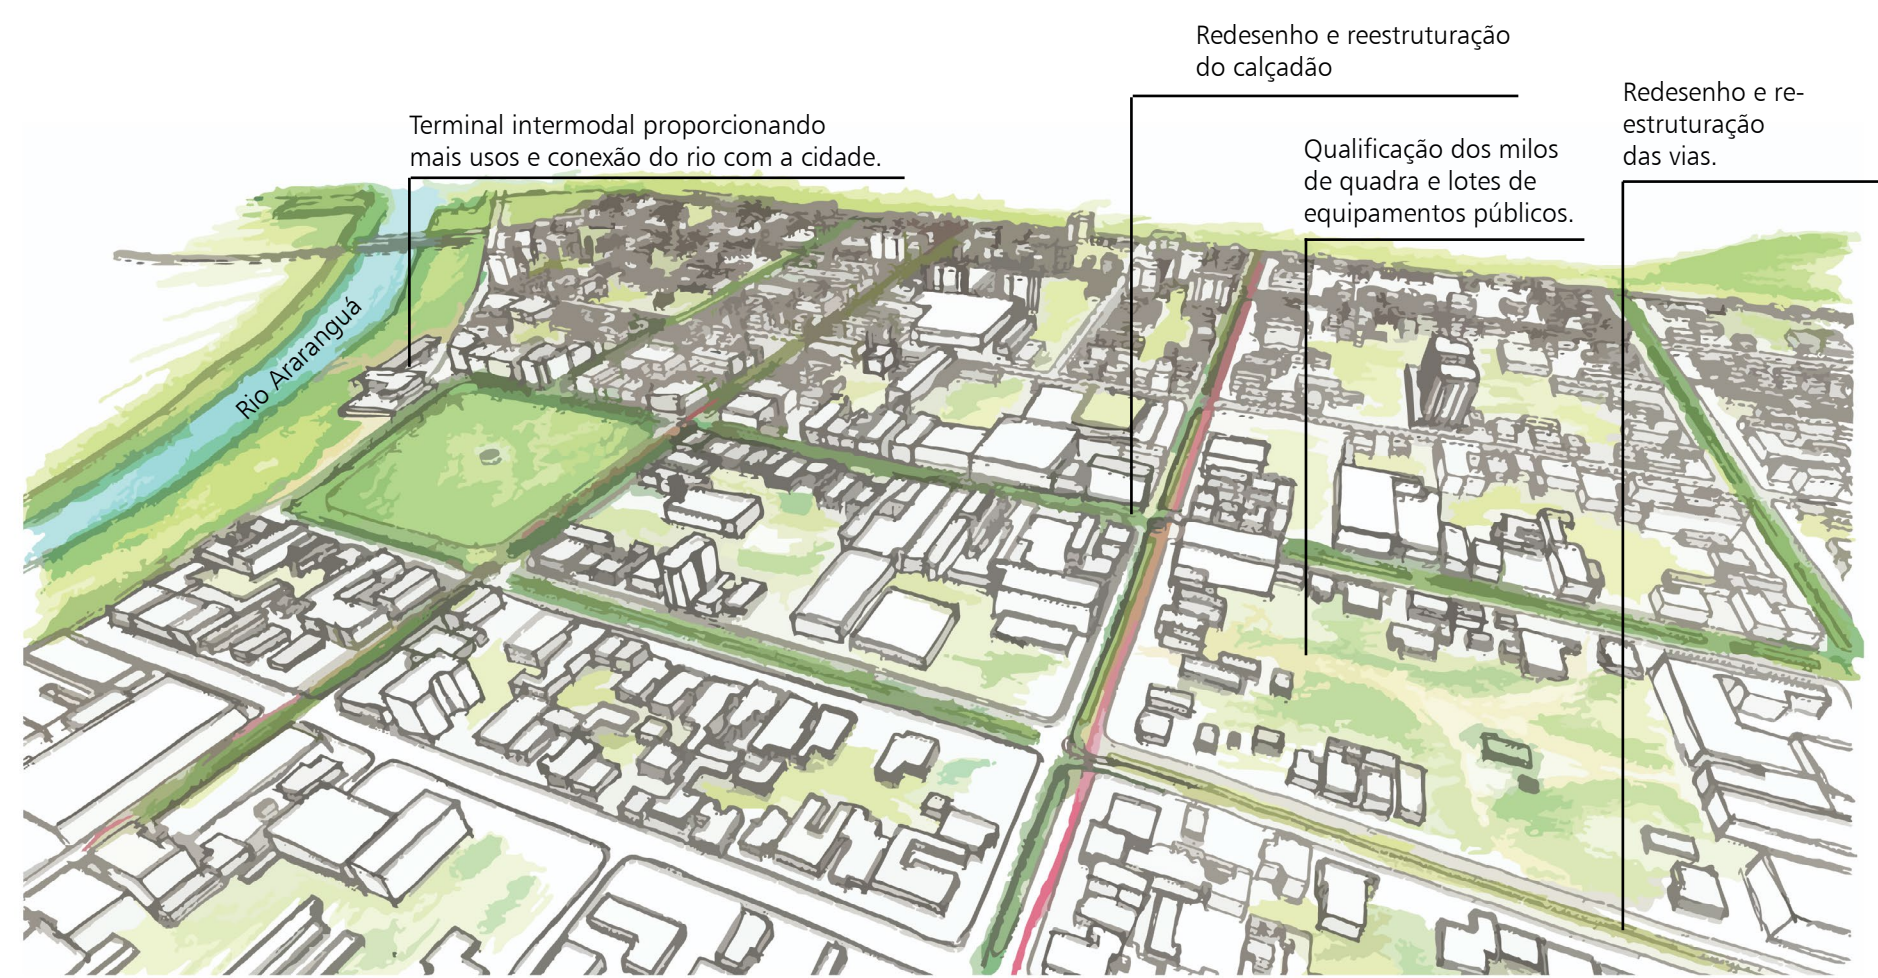 Redesenho e reestruturação
do calçadão
Redesenho e re-
estruturação
das vias.
Terminal intermodal proporcionando
mais usos e conexão do rio com a cidade.
Qualificação dos milos
de quadra e lotes de
equipamentos públicos.
Rio Araranguá